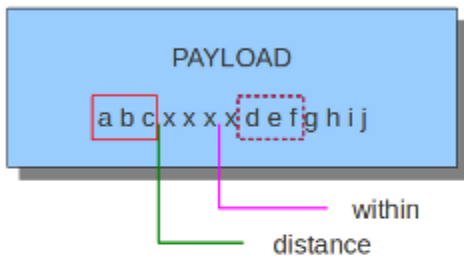 PAYLOAD
a b c x x x x d e f g h i j
within
distance